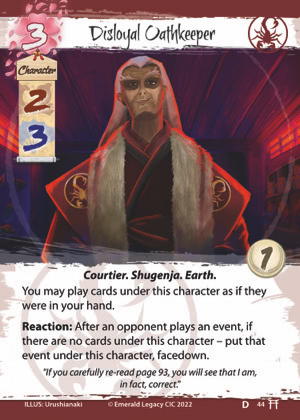 3
Disloyal Oathkeeper
Character
2
3
1
Courtier. Shugenja. Earth.
You may play cards under this character as if they
were in your hand.
Reaction: After an opponent plays an event, if
there are no cards under this character – put that
event under this character, facedown.
"If you carefully re-read page 93, you will see that I am,
in fact, correct."
ILLUS: Urushianaki © Emerald Legacy CIC 2022 D 44